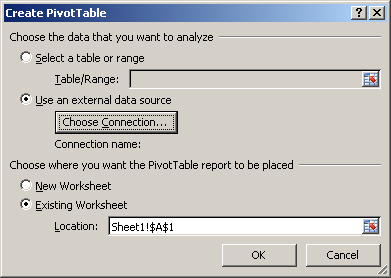 Create PivotTable
Choose the data that you want to analyze
Select a table or range
Table/Range:
Use an external data source
Choose Connection...
Connection name:
Choose where you want the PivotTable report to be placed
New Worksheet
Existing Worksheet
Location: Sheet1!$A$1
OK Cancel